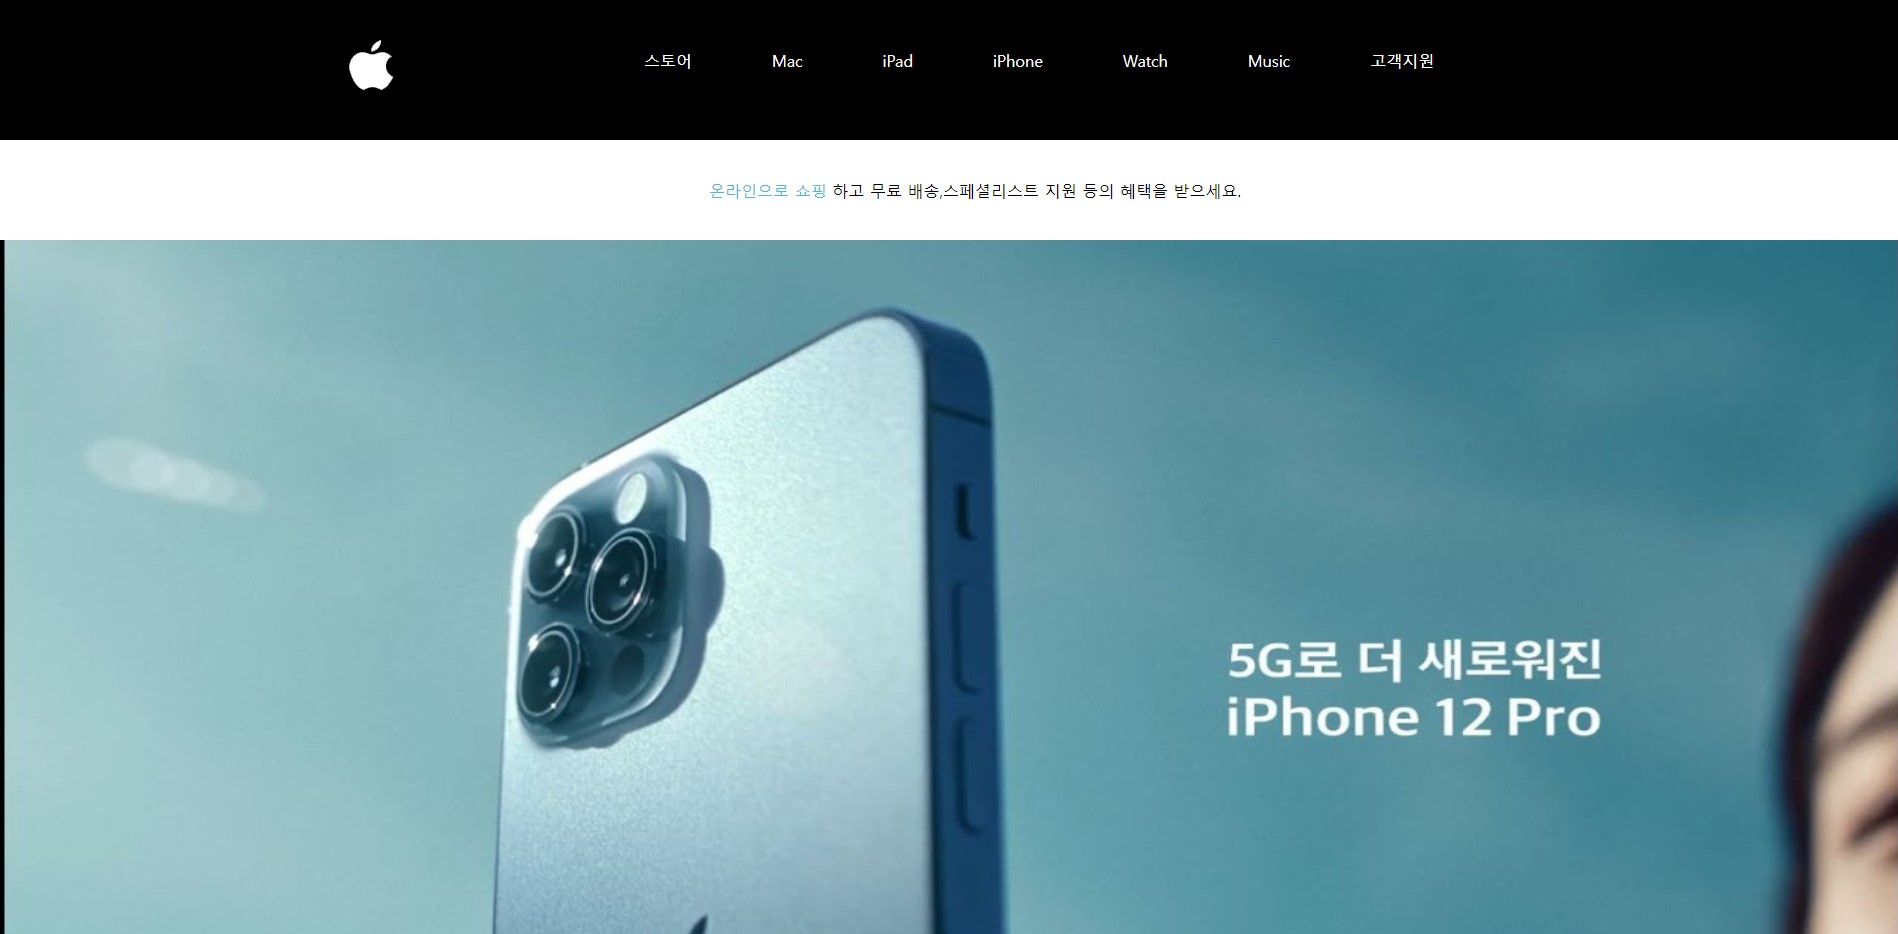 스토어 Mac iPad iPhone Watch Music 고객지원
온라인으로 쇼핑 하고 무료 배송,스페셜리스트 지원 등의 혜택을 받으세요.
5G로 더 새로워진
iPhone 12 Pro